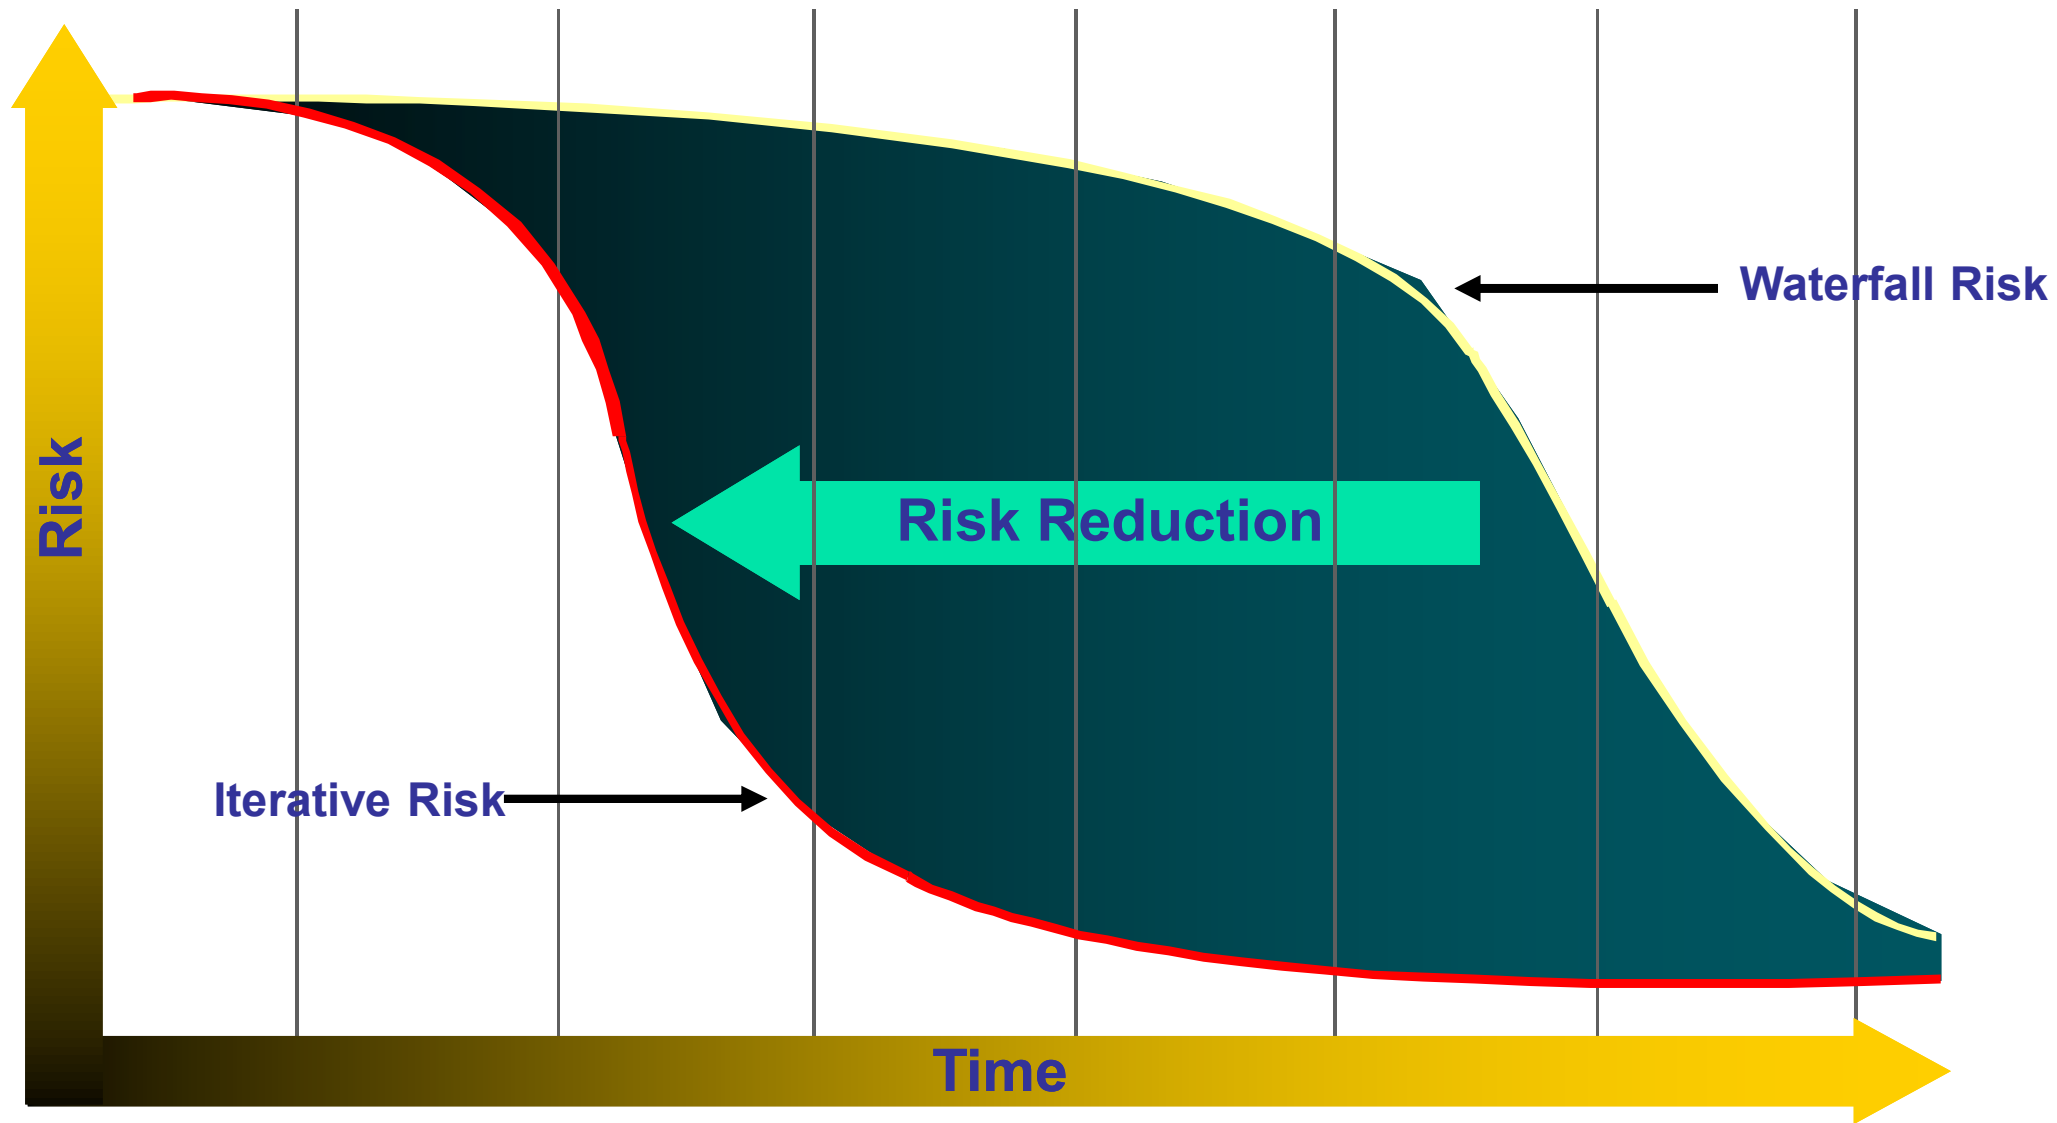 Waterfall Risk
Risk
Risk Reduction
Iterative Risk
Time